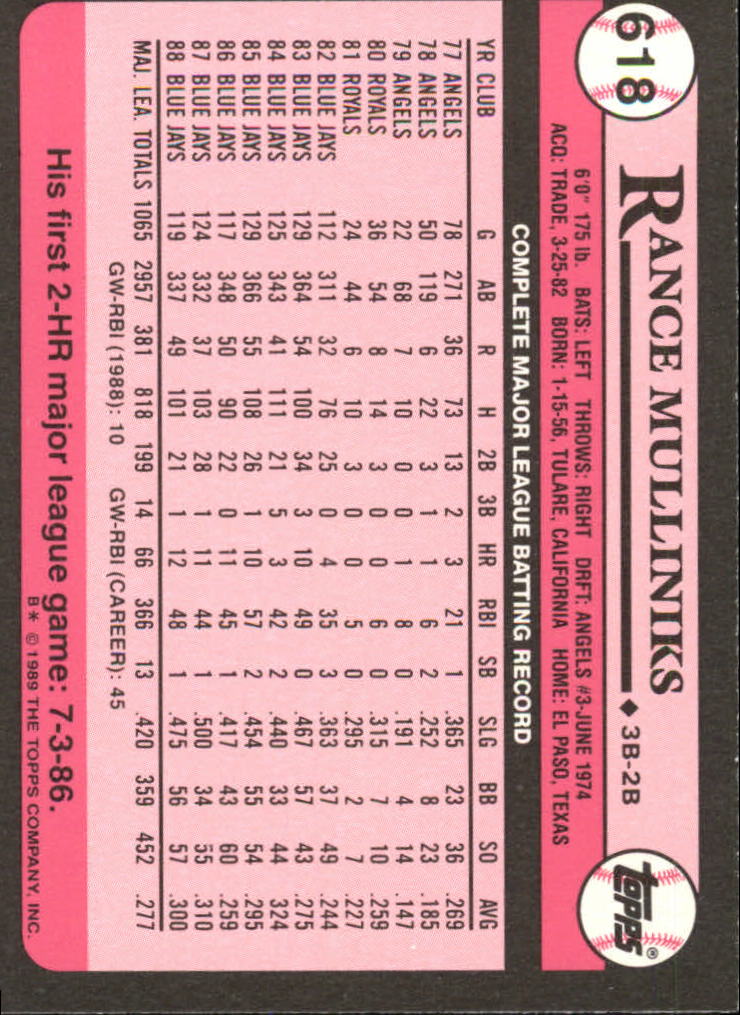 618
RANCE MULLINIKS ♦ 3B-2B
topps®
6'0" 175 lb. BATS: LEFT THROWS: RIGHT DRFT: ANGELS #3-JUNE 1974
ACQ: TRADE, 3-25-82 BORN: 1-15-56, TULARE, CALIFORNIA HOME: EL PASO, TEXAS
COMPLETE MAJOR LEAGUE BATTING RECORD
YR CLUB G AB R H 2B 3B HR RBI SB SLG BB SO AVG
77 ANGELS 78 271 36 73 13 2 3 21 1 .365 23 36 .269
78 ANGELS 50 119 6 22 3 1 1 6 2 .252 8 23 .185
79 ANGELS 22 68 7 10 0 0 1 8 0 .191 4 14 .147
80 ROYALS 36 54 8 14 3 0 0 6 0 .315 7 10 .259
81 ROYALS 24 44 6 10 3 0 0 5 0 .295 2 7 .227
82 BLUE JAYS 112 311 32 76 25 0 4 35 3 .363 37 49 .244
83 BLUE JAYS 129 364 54 100 34 3 10 49 0 .467 57 43 .275
84 BLUE JAYS 125 343 41 111 21 5 3 42 2 .440 33 44 .324
85 BLUE JAYS 129 366 55 108 26 1 10 57 2 .454 55 54 .295
86 BLUE JAYS 117 348 50 90 22 0 11 45 1 .417 43 60 .259
87 BLUE JAYS 124 332 37 103 28 1 11 44 1 .500 34 55 .310
88 BLUE JAYS 119 337 49 101 21 1 12 48 1 .475 56 57 .300
MAJ. LEA. TOTALS 1065 2957 381 818 199 14 66 366 13 .420 359 452 .277
GW-RBI (1988): 10 GW-RBI (CAREER): 45
His first 2-HR major league game: 7-3-86.
B* © 1989 THE TOPPS COMPANY, INC.